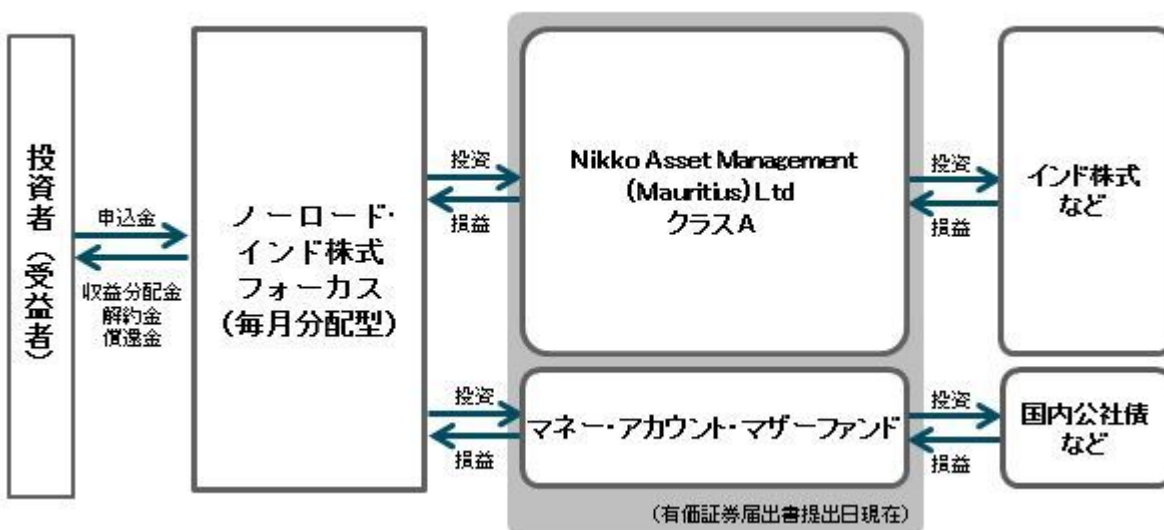 投資者（受益者）
申込金
収益分配金
解約金
償還金
ノーロード・
インド株式
フォーカス
（毎月分配型）
投資
損益
Nikko Asset Management
(Mauritius) Ltd
クラスA
投資
損益
インド株式
など
投資
損益
マネー・アカウント・マザーファンド
投資
損益
国内公社債
など
（有価証券届出書提出日現在）